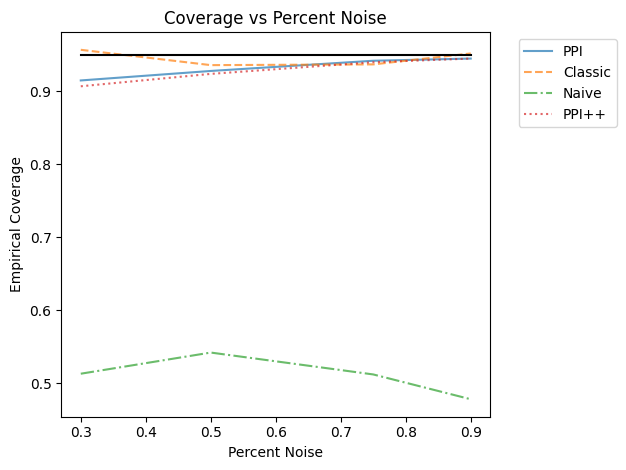 Coverage vs Percent Noise
PPI
Classic
Naive
PPI++
Empirical Coverage
0.9
0.8
0.7
0.6
0.5
0.3 0.4 0.5 0.6 0.7 0.8 0.9
Percent Noise